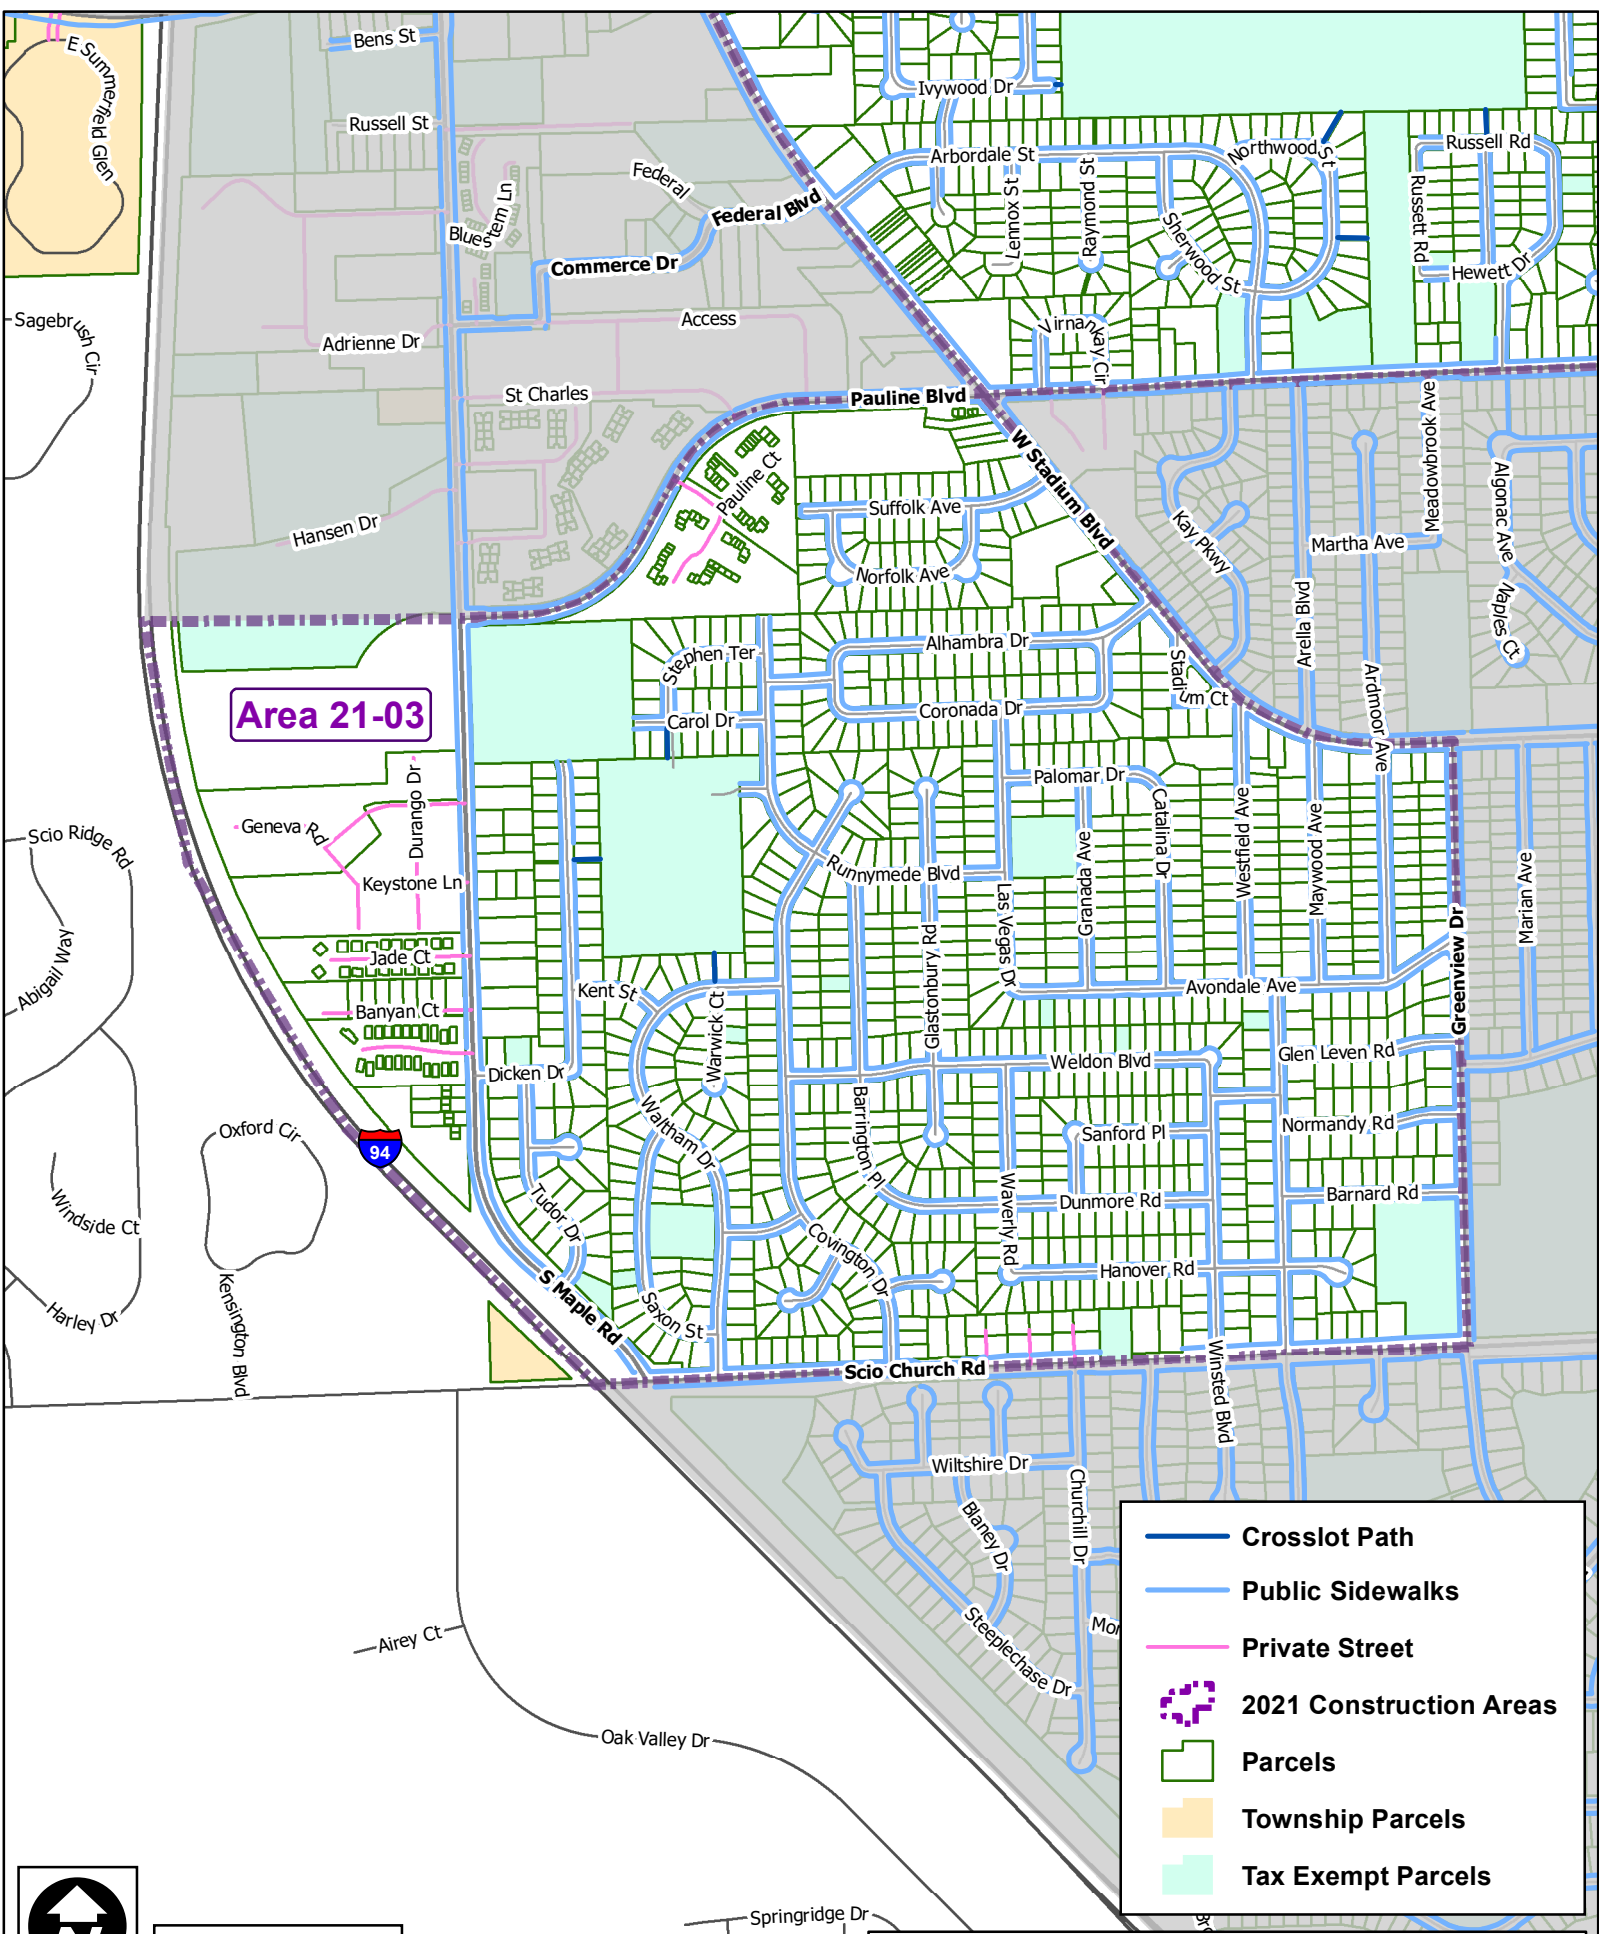 E Summerfield Glen
Bens St
Russell St
Bluestem Ln
Federal
Federal Blvd
Commerce Dr
Access
Adrienne Dr
St Charles
Hansen Dr
Sagebrush Cir
Ivywood Dr
Arbordale St
Northwood St
Russell Rd
Russett Rd
Hewett Dr
Lennox St
Raymond St
Sherwood St
Virnankay Cir
Pauline Blvd
W Stadium Blvd
Pauline Ct
Suffolk Ave
Norfolk Ave
Kay Pkwy
Martha Ave
Meadowbrook Ave
Algonac Ave
Naples Ct
Arella Blvd
Ardmoor Ave
Alhambra Dr
Stephen Ter
Stadium Ct
Coronada Dr
Carol Dr
Area 21-03
Palomar Dr
Catalina Dr
Durango Dr
Geneva Rd
Keystone Ln
Scio Ridge Rd
Abigail Way
Jade Ct
Banyan Ct
Runnymede Blvd
Glastonbury Rd
Las Vegas Dr
Granada Ave
Westfield Ave
Maywood Ave
Marian Ave
Greenview Dr
Avondale Ave
Kent St
Warwick Ct
Dicken Dr
Weldon Blvd
Glen Leven Rd
Normandy Rd
Barnard Rd
Sanford Pl
Dunmore Rd
Hanover Rd
Waverly Rd
Barrington Pl
Waltham Dr
Tudor Dr
Covington Dr
Saxon St
S Maple Rd
Scio Church Rd
94
Oxford Cir
Windside Ct
Harley Dr
Kensington Blvd
Winsted Blvd
Wiltshire Dr
Blaney Dr
Churchill Dr
Steeplechase Dr
Mor
Airey Ct
Oak Valley Dr
Springridge Dr
Crosslot Path
Public Sidewalks
Private Street
2021 Construction Areas
Parcels
Township Parcels
Tax Exempt Parcels